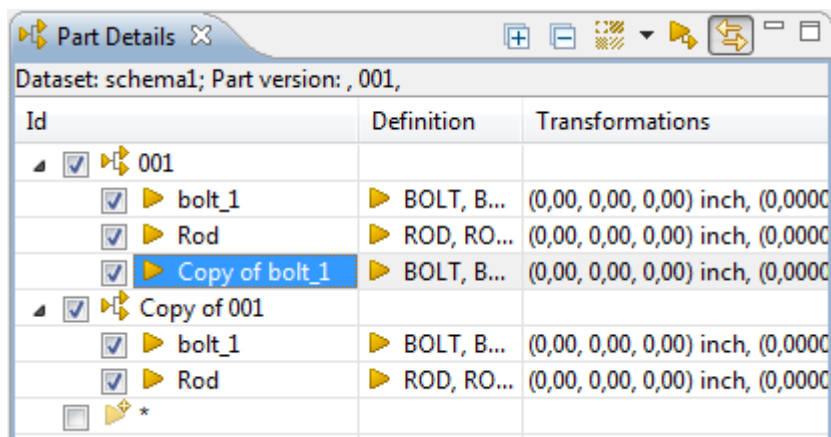 Part Details
Dataset: schema1; Part version: , 001,
Id Definition Transformations
001
bolt_1 BOLT, B... (0,00, 0,00, 0,00) inch, (0,0000
Rod ROD, RO... (0,00, 0,00, 0,00) inch, (0,0000
Copy of bolt_1 BOLT, B... (0,00, 0,00, 0,00) inch, (0,0000
Copy of 001
bolt_1 BOLT, B... (0,00, 0,00, 0,00) inch, (0,0000
Rod ROD, RO... (0,00, 0,00, 0,00) inch, (0,0000
*